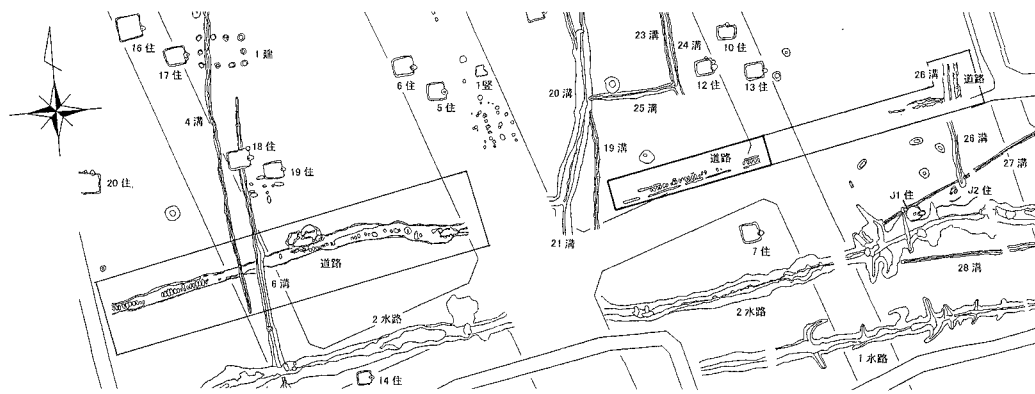 16住
17住
1建
4溝
18住
19住
20住
道路
6溝
2水路
14住
6住
5住
1竪
20溝
21溝
19溝
23溝
24溝
25溝
10住
12住
13住
道路
26溝
道路
26溝
27溝
J1住
J2住
7住
28溝
2水路
1水路